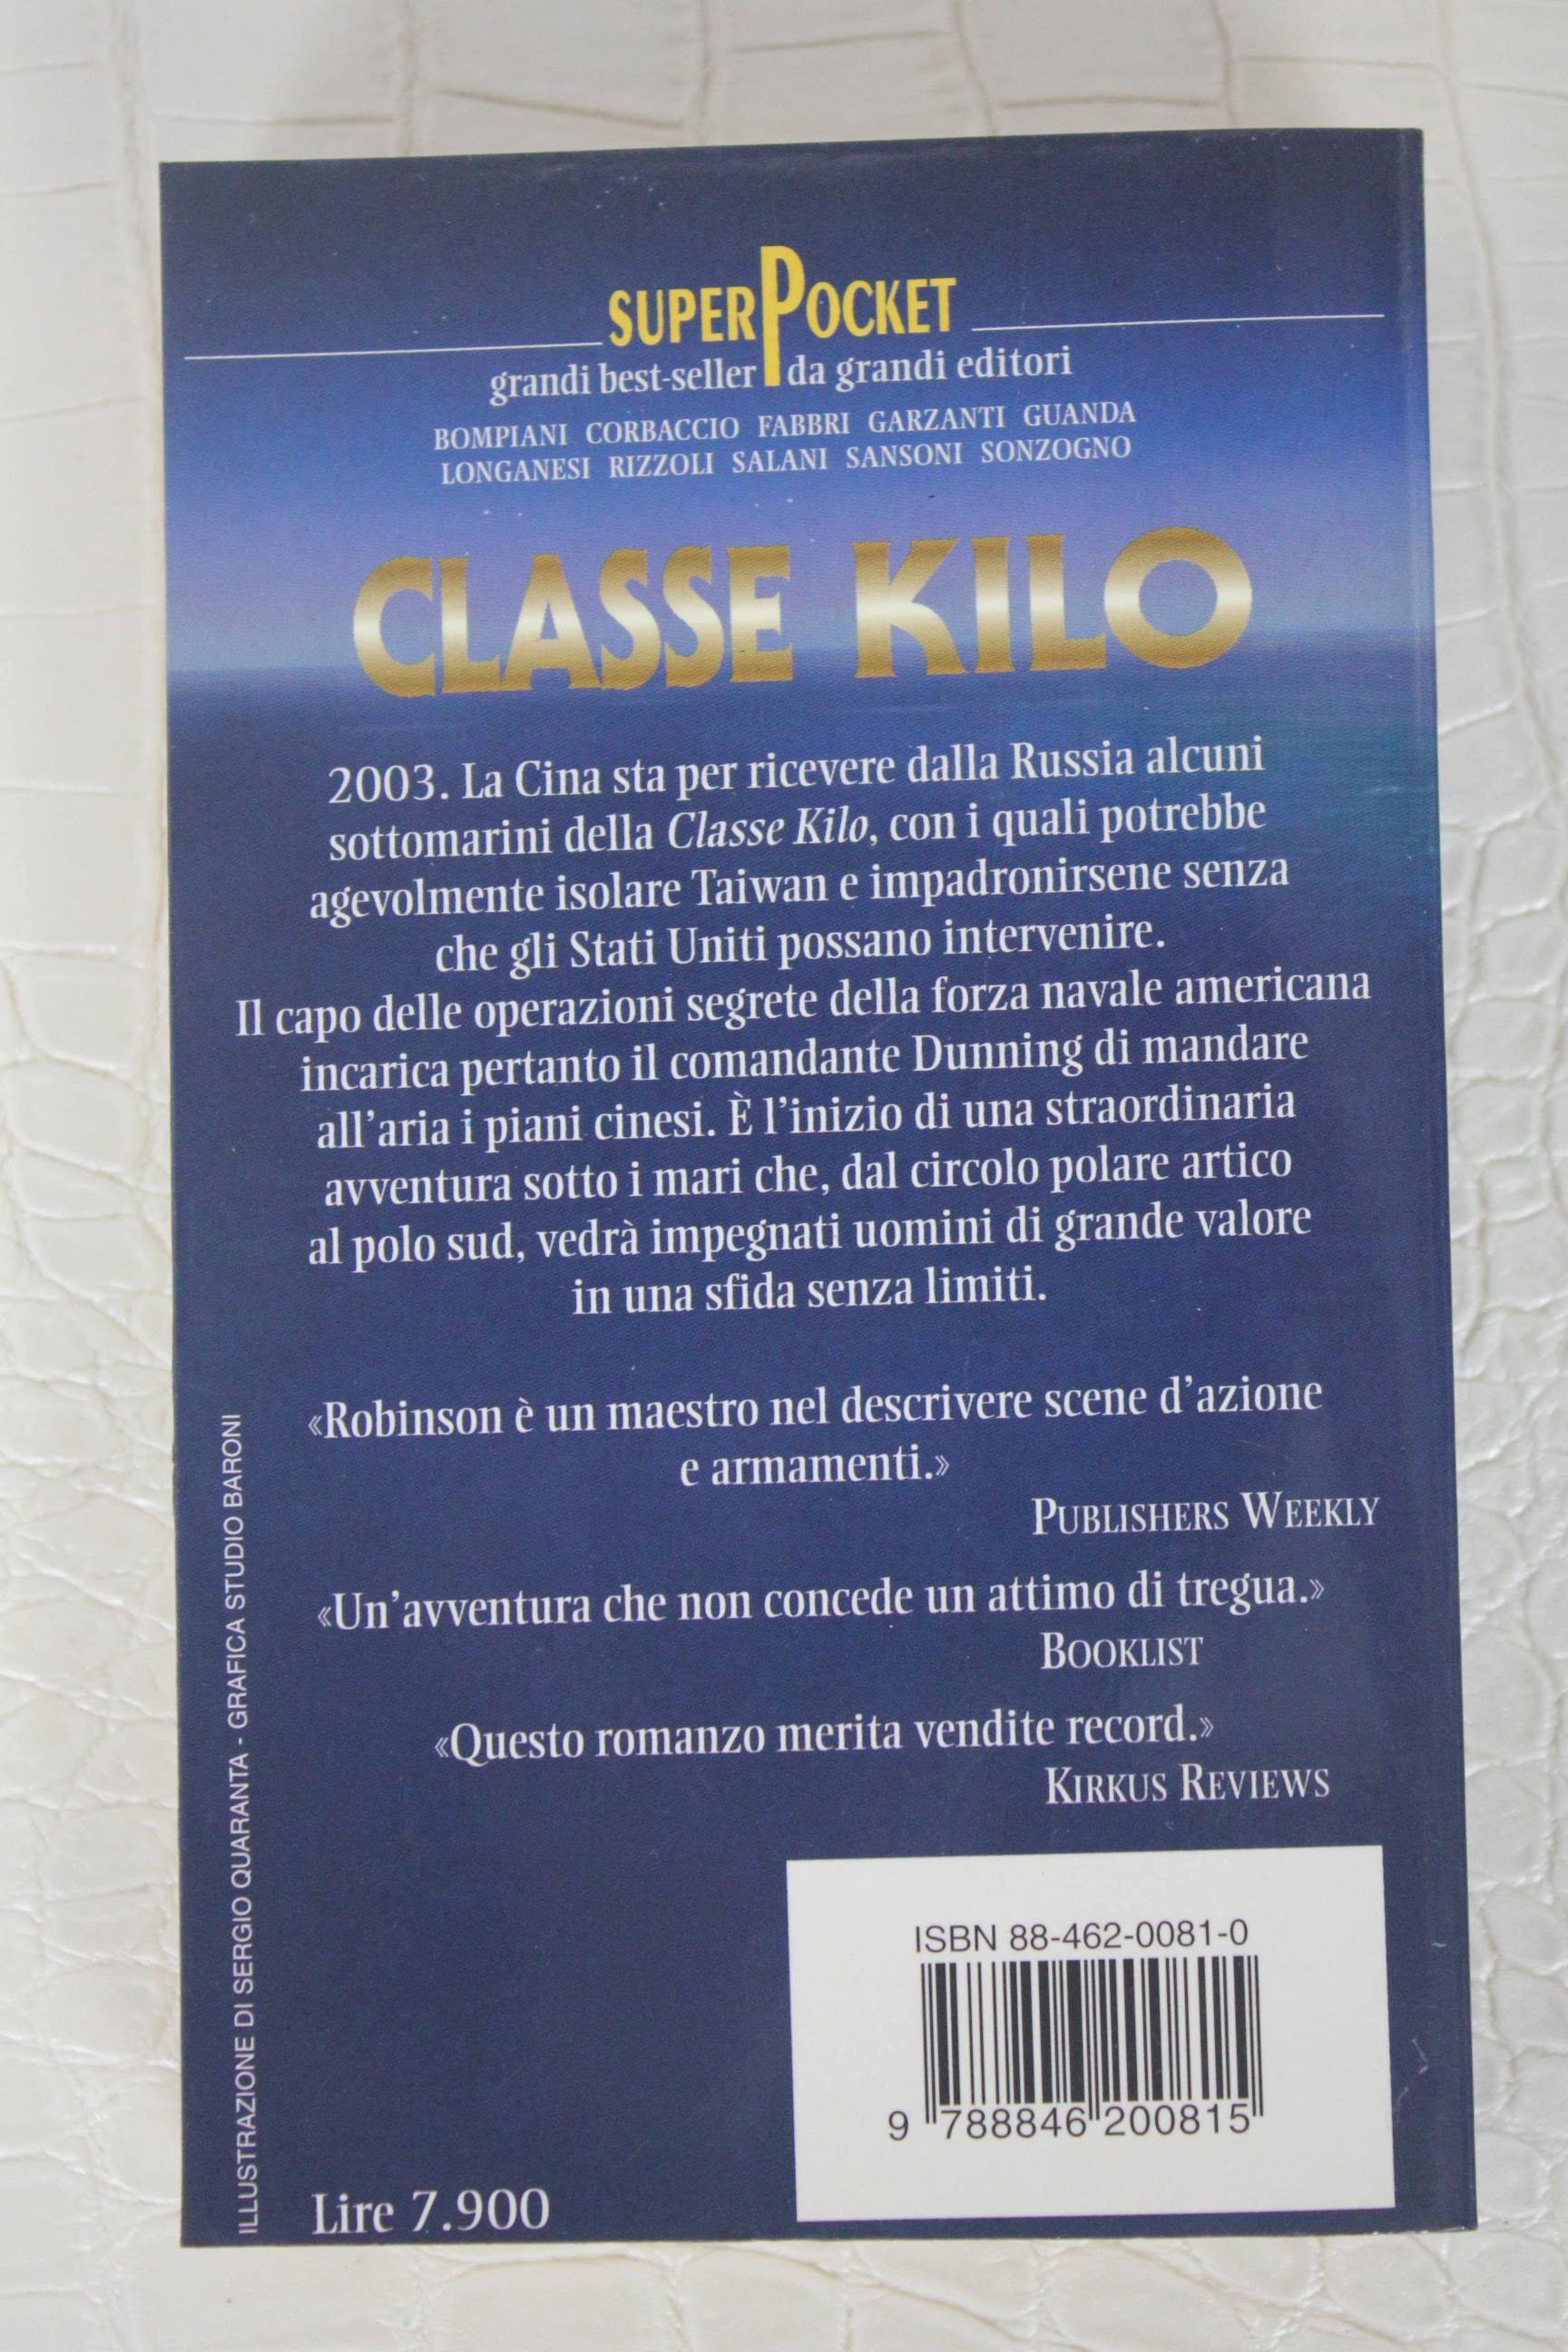 SUPERPOCKET
grandi best-seller da grandi editori
BOMPIANI CORBACCIO FABBRI GARZANTI GUANDA
LONGANESI RIZZOLI SALANI SANSONI SONZOGNO
CLASSE KILO
2003. La Cina sta per ricevere dalla Russia alcuni
sottomarini della Classe Kilo, con i quali potrebbe
agevolmente isolare Taiwan e impadronirsene senza
che gli Stati Uniti possano intervenire.
Il capo delle operazioni segrete della forza navale americana
incarica pertanto il comandante Dunning di mandare
all'aria i piani cinesi. È l'inizio di una straordinaria
avventura sotto i mari che, dal circolo polare artico
al polo sud, vedrà impegnati uomini di grande valore
in una sfida senza limiti.
«Robinson è un maestro nel descrivere scene d'azione
e armamenti.»
PUBLISHERS WEEKLY
«Un'avventura che non concede un attimo di tregua.»
BOOKLIST
«Questo romanzo merita vendite record.»
KIRKUS REVIEWS
ILLUSTRAZIONE DI SERGIO QUARANTA - GRAFICA STUDIO BARONI
ISBN 88-462-0081-0
9 788846 200815
Lire 7.900